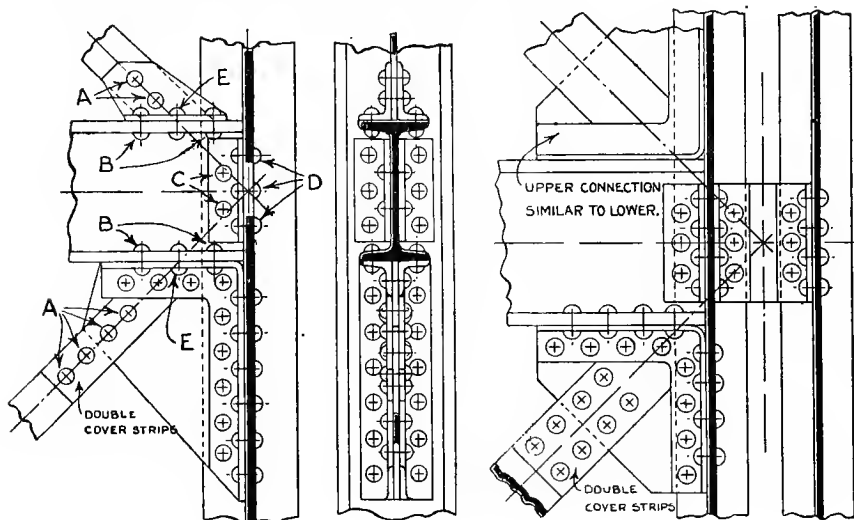 A
E
B
C
D
B
A
E
DOUBLE
COVER STRIPS
UPPER CONNECTION
SIMILAR TO LOWER.
DOUBLE
COVER STRIPS